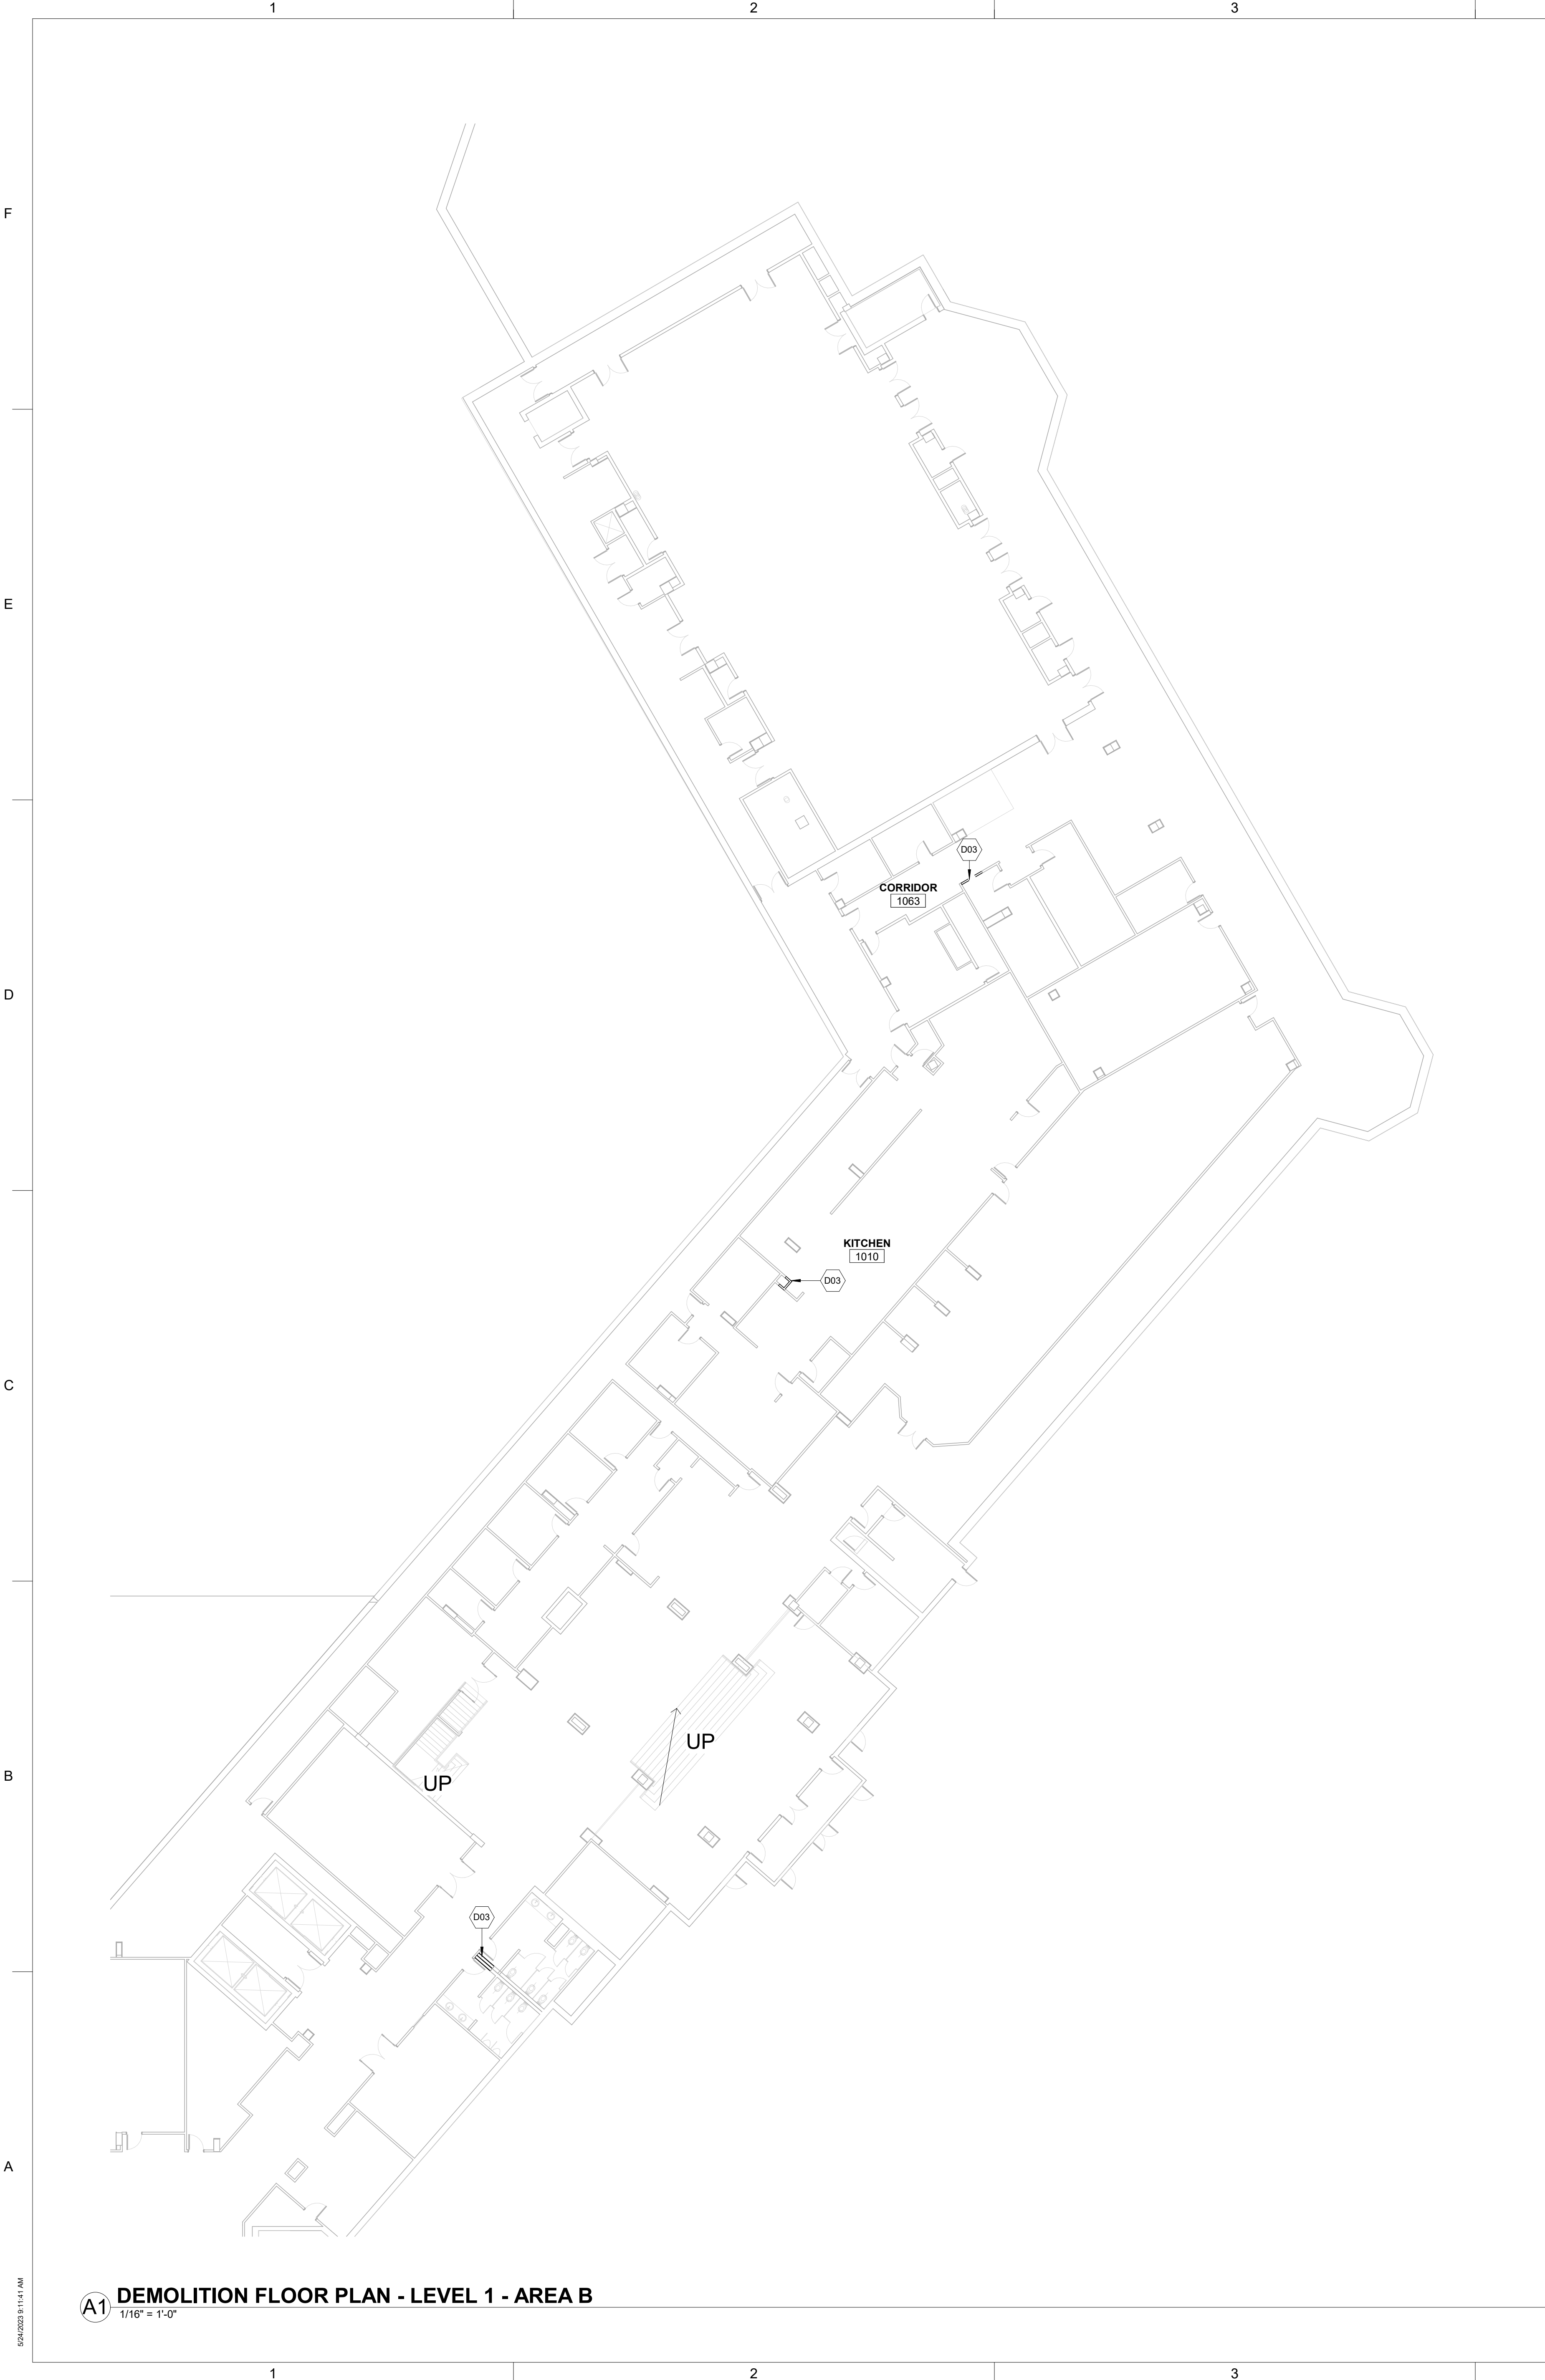 1
2
3
F
E
D03
CORRIDOR
1063
D
KITCHEN
1010
D03
C
UP
B
UP
D03
A
5/24/2023 9:11:41 AM
A1
DEMOLITION FLOOR PLAN - LEVEL 1 - AREA B
1/16" = 1'-0"
1
2
3